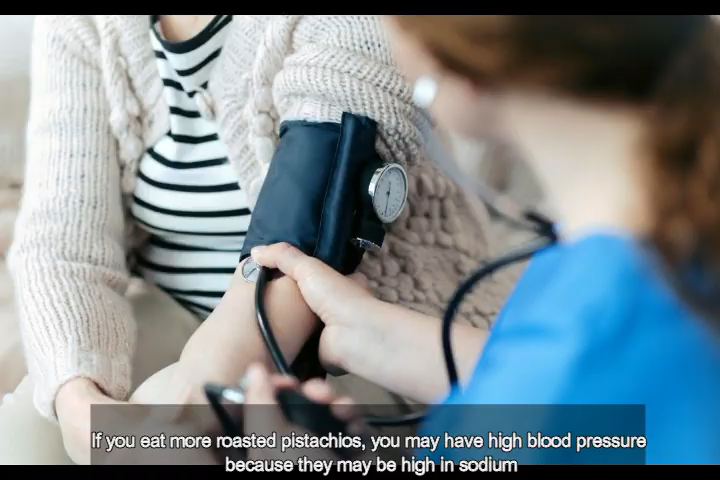 If you eat more roasted pistachios, you may have high blood pressure
because they may be high in sodium